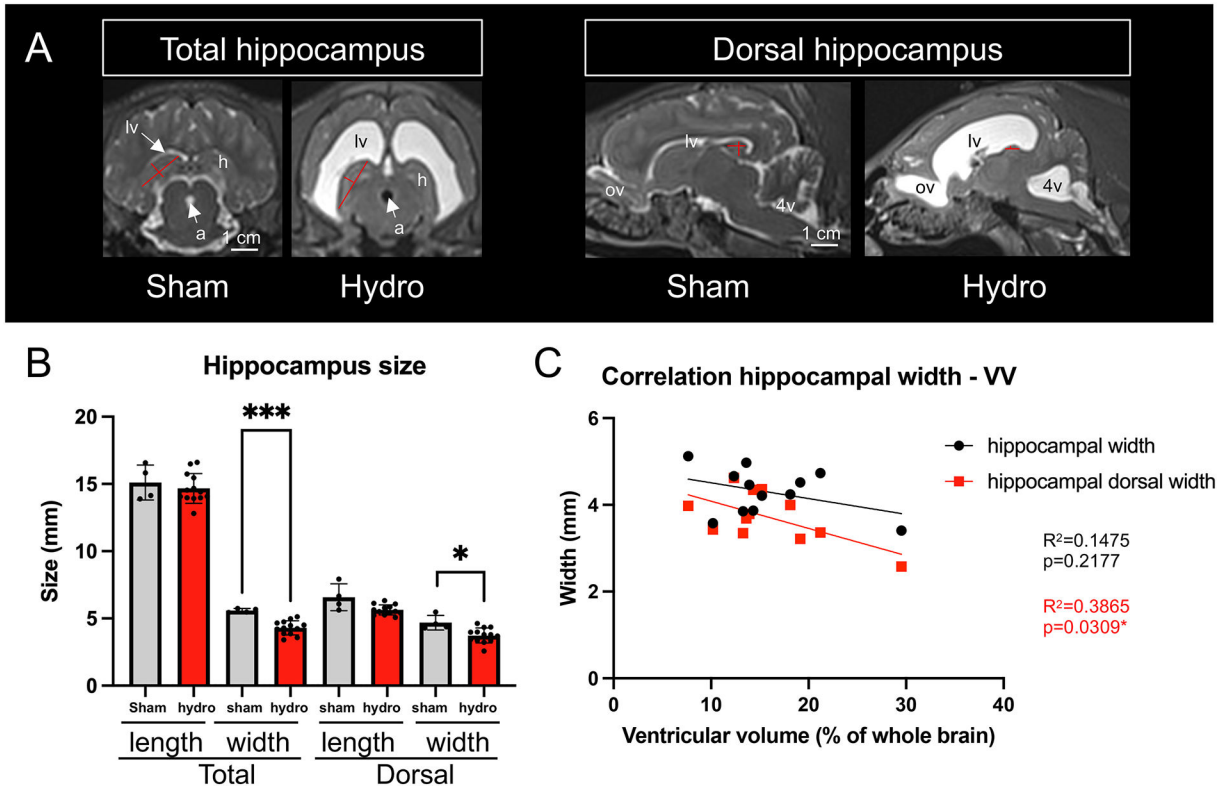 A
Total hippocampus
Dorsal hippocampus
lv
h
a
1 cm
lv
h
a
lv
ov
4v
1 cm
lv
ov
4v
Sham
Hydro
Sham
Hydro
B
Hippocampus size
Size (mm)
20
15
10
5
0
***
*
Sham hydro sham hydro sham hydro sham hydro
length width length width
Total Dorsal
C
Correlation hippocampal width - VV
Width (mm)
6
4
2
0
0 10 20 30 40
Ventricular volume (% of whole brain)
hippocampal width
hippocampal dorsal width
R²=0.1475
p=0.2177
R²=0.3865
p=0.0309*